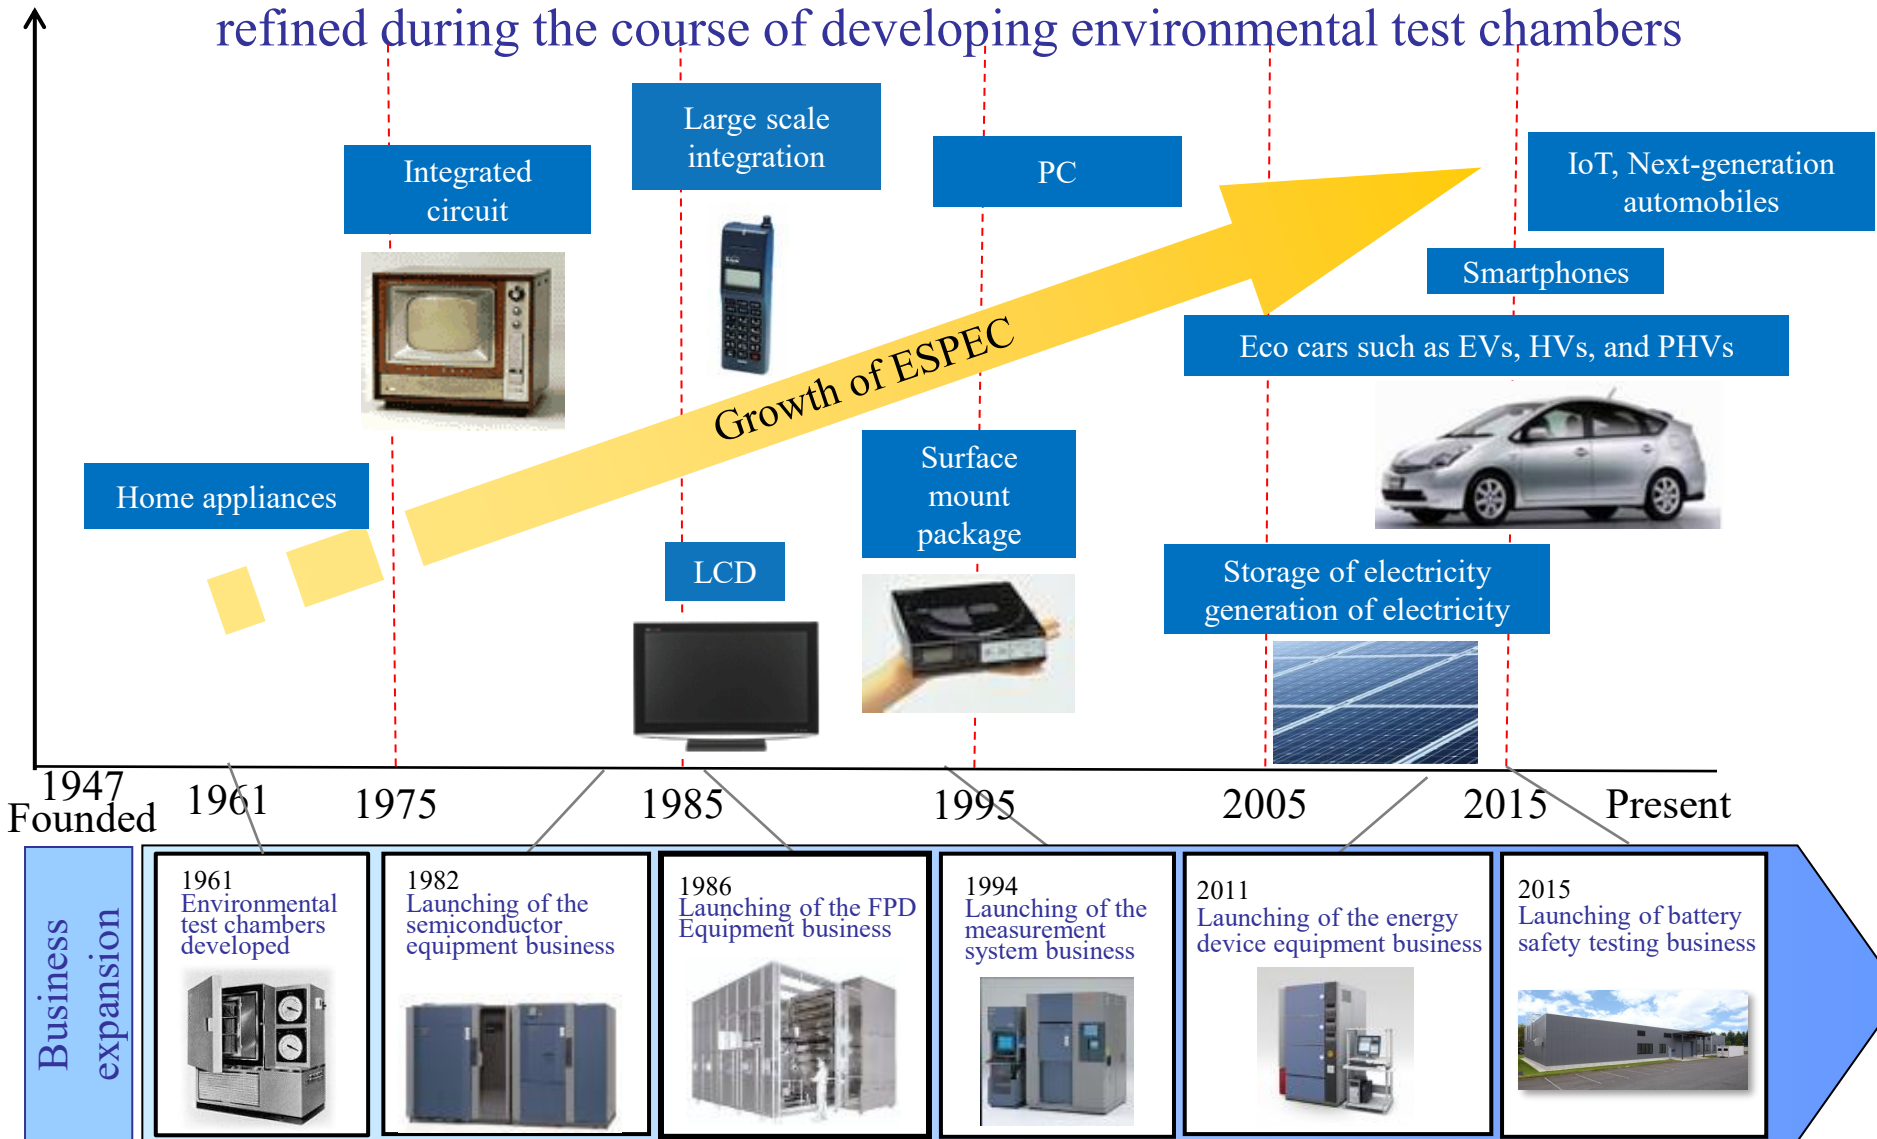 refined during the course of developing environmental test chambers
Large scale
integration
Integrated
circuit
PC
IoT, Next-generation
automobiles
Smartphones
Eco cars such as EVs, HVs, and PHVs
Growth of ESPEC
Home appliances
Surface
mount
package
LCD
Storage of electricity
generation of electricity
1947
Founded
1961
1975
1985
1995
2005
2015
Present
Business
expansion
1961
Environmental
test chambers
developed
1982
Launching of the
semiconductor
equipment business
1986
Launching of the FPD
Equipment business
1994
Launching of the
measurement
system business
2011
Launching of the energy
device equipment business
2015
Launching of battery
safety testing business